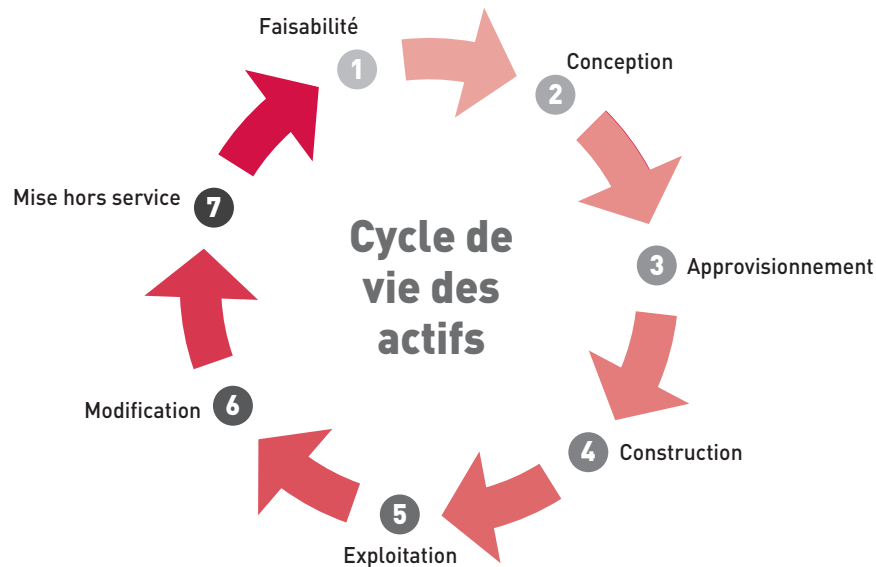 Faisabilité
1
Conception
2
3
Approvisionnement
4
Construction
5
Exploitation
Modification
6
Mise hors service
7
Cycle de
vie des
actifs